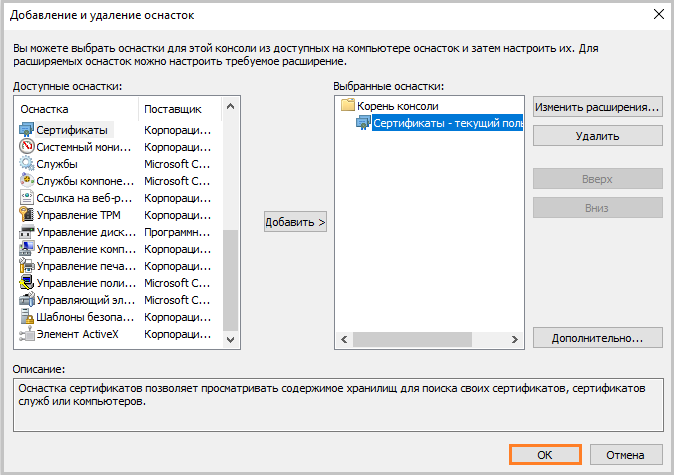 Добавление и удаление оснасток
Вы можете выбрать оснастки для этой консоли из доступных на компьютере оснасток и затем настроить их. Для
расширяемых оснасток можно настроить требуемое расширение.
Доступные оснастки:
Оснастка Поставщик
Сертификаты Корпораци...
Системный мони... Корпораци...
Службы Microsoft C...
Службы компоне... Корпораци...
Ссылка на веб-р... Корпораци...
Управление TPM Корпораци...
Управление диск... Программн...
Управление комп... Корпораци...
Управление печа... Корпораци...
Управление поли... Microsoft C...
Управляющий эл... Microsoft C...
Шаблоны безопа... Корпораци...
Элемент ActiveX Корпораци...
Добавить >
Выбранные оснастки:
Корень консоли
Сертификаты - текущий поль
Изменить расширения...
Удалить
Вверх
Вниз
Дополнительно...
Описание:
Оснастка сертификатов позволяет просматривать содержимое хранилищ для поиска своих сертификатов, сертификатов
служб или компьютеров.
ОК
Отмена